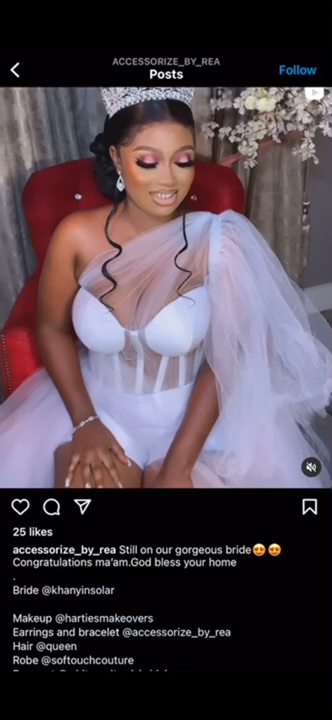 ACCESSORIZE_BY_REA
Posts
Follow
25 likes
accessorize_by_rea Still on our gorgeous bride😍😍
Congratulations ma'am.God bless your home
.
Bride @khanyinsolar
Makeup @hartiesmakeovers
Earrings and bracelet @accessorize_by_rea
Hair @queen
Robe @softouchcouture